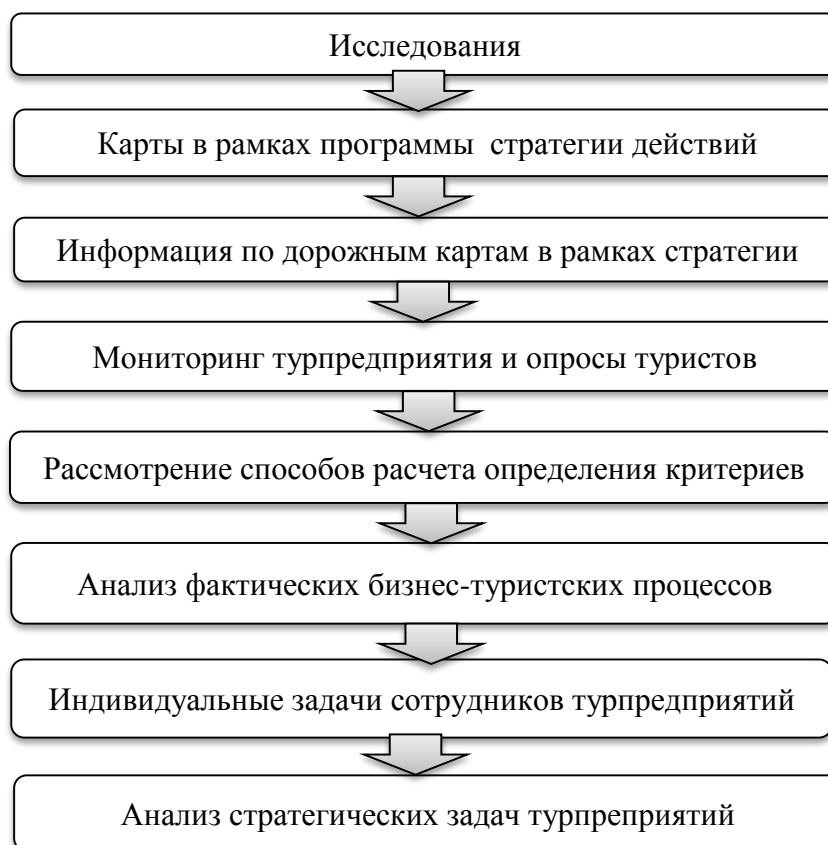 Исследования
Карты в рамках программы стратегии действий
Информация по дорожным картам в рамках стратегии
Мониторинг турпредприятия и опросы туристов
Рассмотрение способов расчета определения критериев
Анализ фактических бизнес-туристских процессов
Индивидуальные задачи сотрудников турпредприятий
Анализ стратегических задач турпреприятий